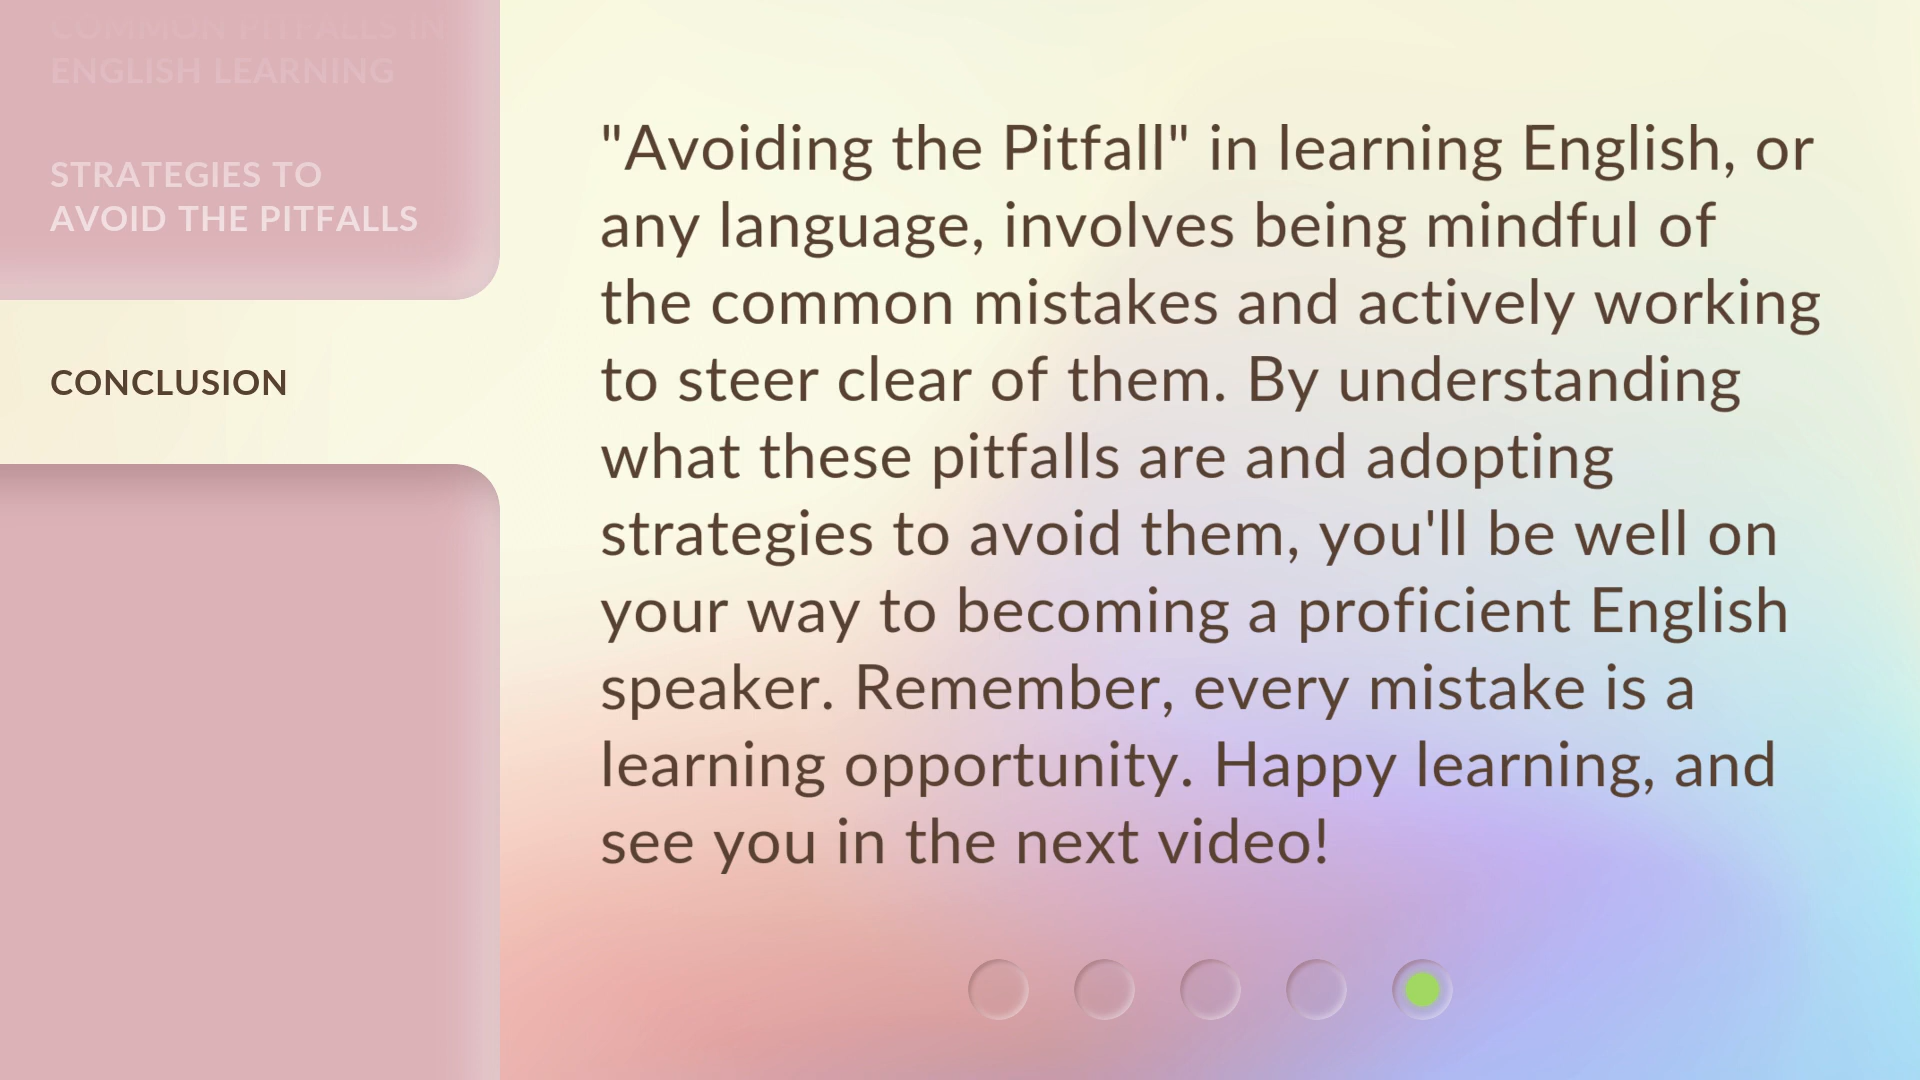 COMMON PITFALLS IN
ENGLISH LEARNING
STRATEGIES TO
AVOID THE PITFALLS
CONCLUSION
"Avoiding the Pitfall" in learning English, or
any language, involves being mindful of
the common mistakes and actively working
to steer clear of them. By understanding
what these pitfalls are and adopting
strategies to avoid them, you'll be well on
your way to becoming a proficient English
speaker. Remember, every mistake is a
learning opportunity. Happy learning, and
see you in the next video!